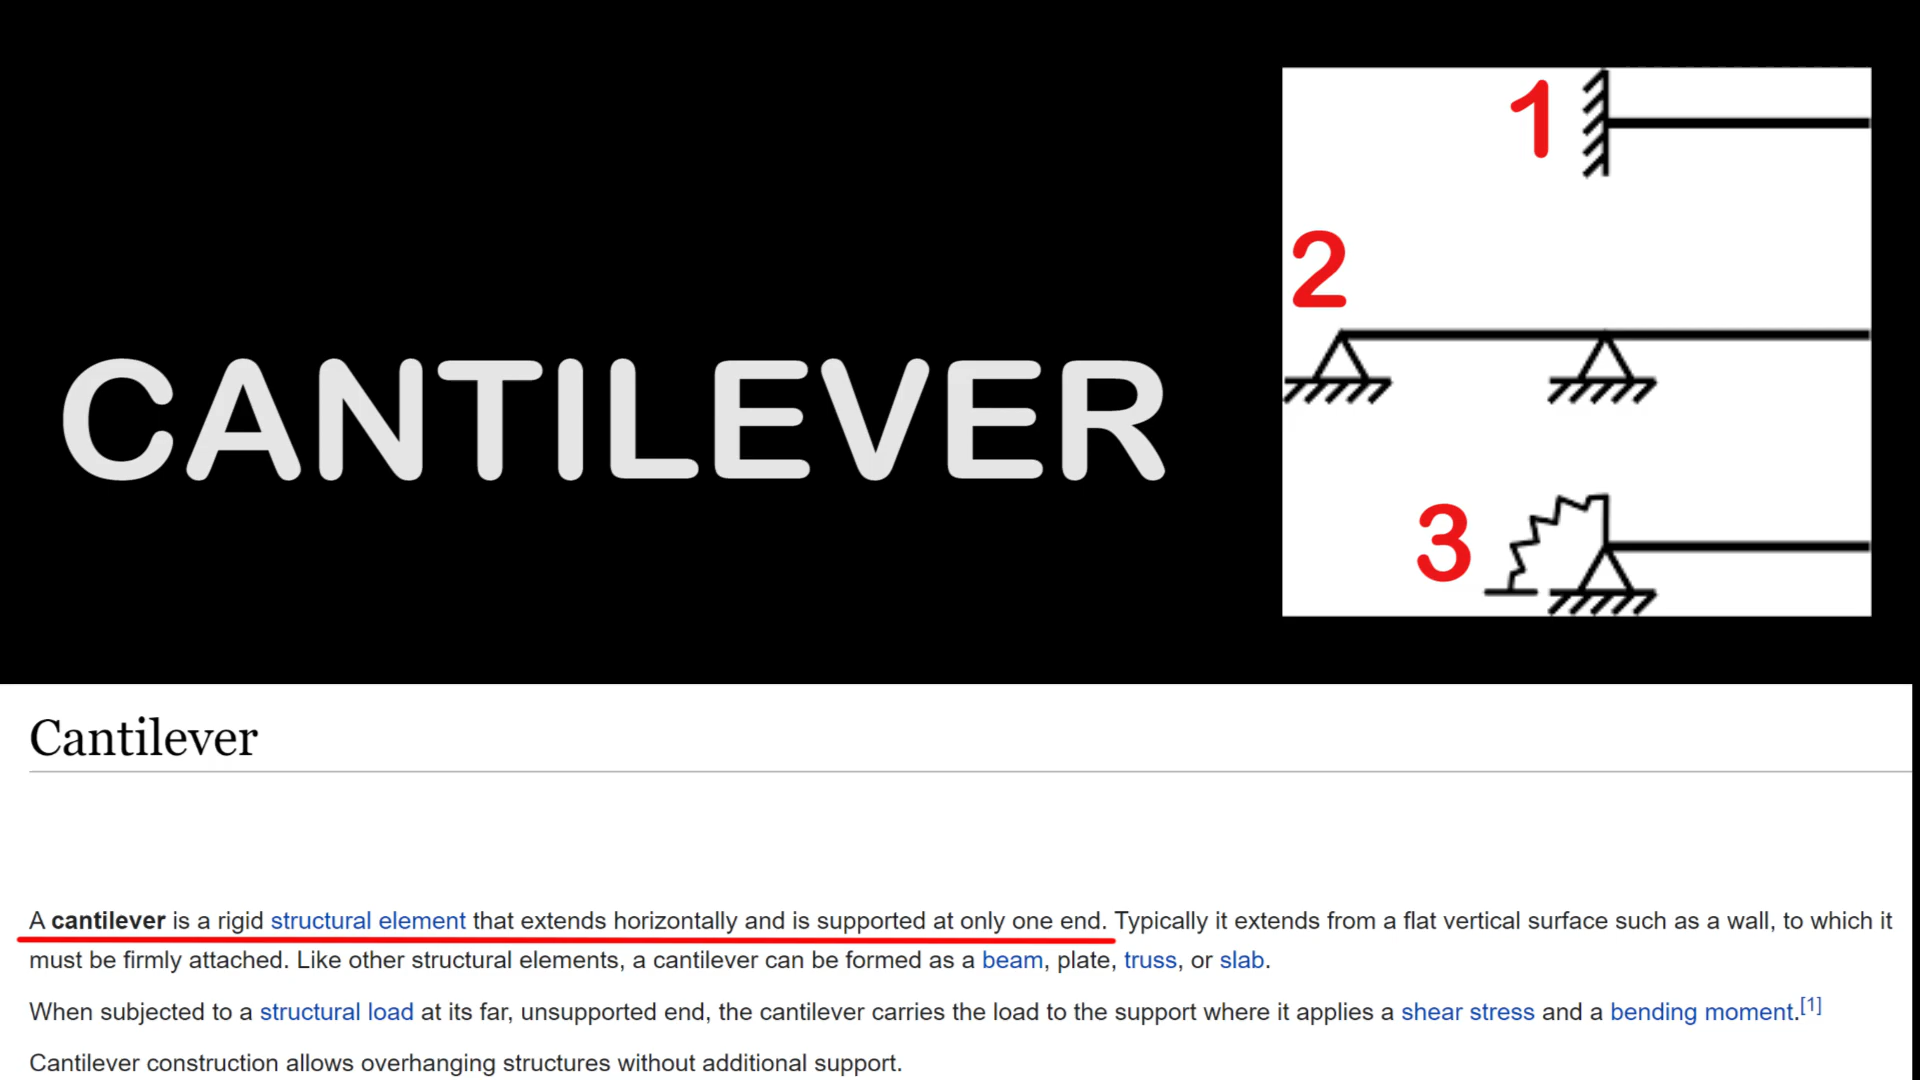 CANTILEVER
1
2
3
Cantilever
A cantilever is a rigid structural element that extends horizontally and is supported at only one end. Typically it extends from a flat vertical surface such as a wall, to which it
must be firmly attached. Like other structural elements, a cantilever can be formed as a beam, plate, truss, or slab.
When subjected to a structural load at its far, unsupported end, the cantilever carries the load to the support where it applies a shear stress and a bending moment.[1]
Cantilever construction allows overhanging structures without additional support.